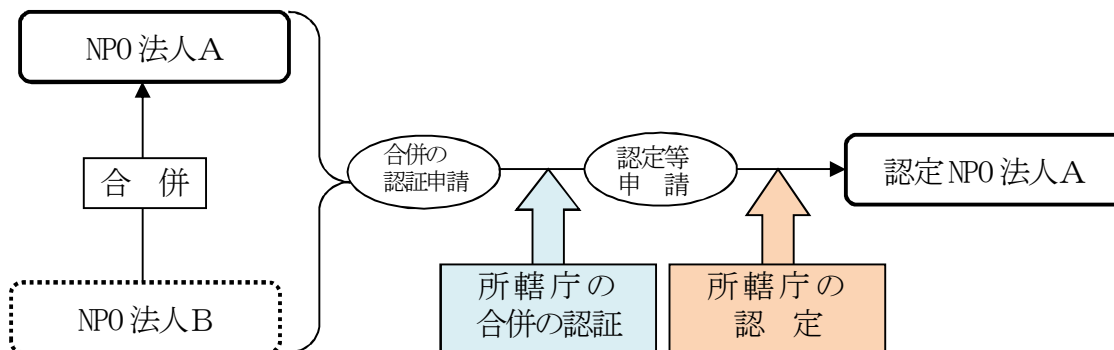 NPO法人A
合　併
NPO法人B
合併の
認証申請
認定等
申　請
認定NPO法人A
所轄庁の
合併の認証
所轄庁の
認　定